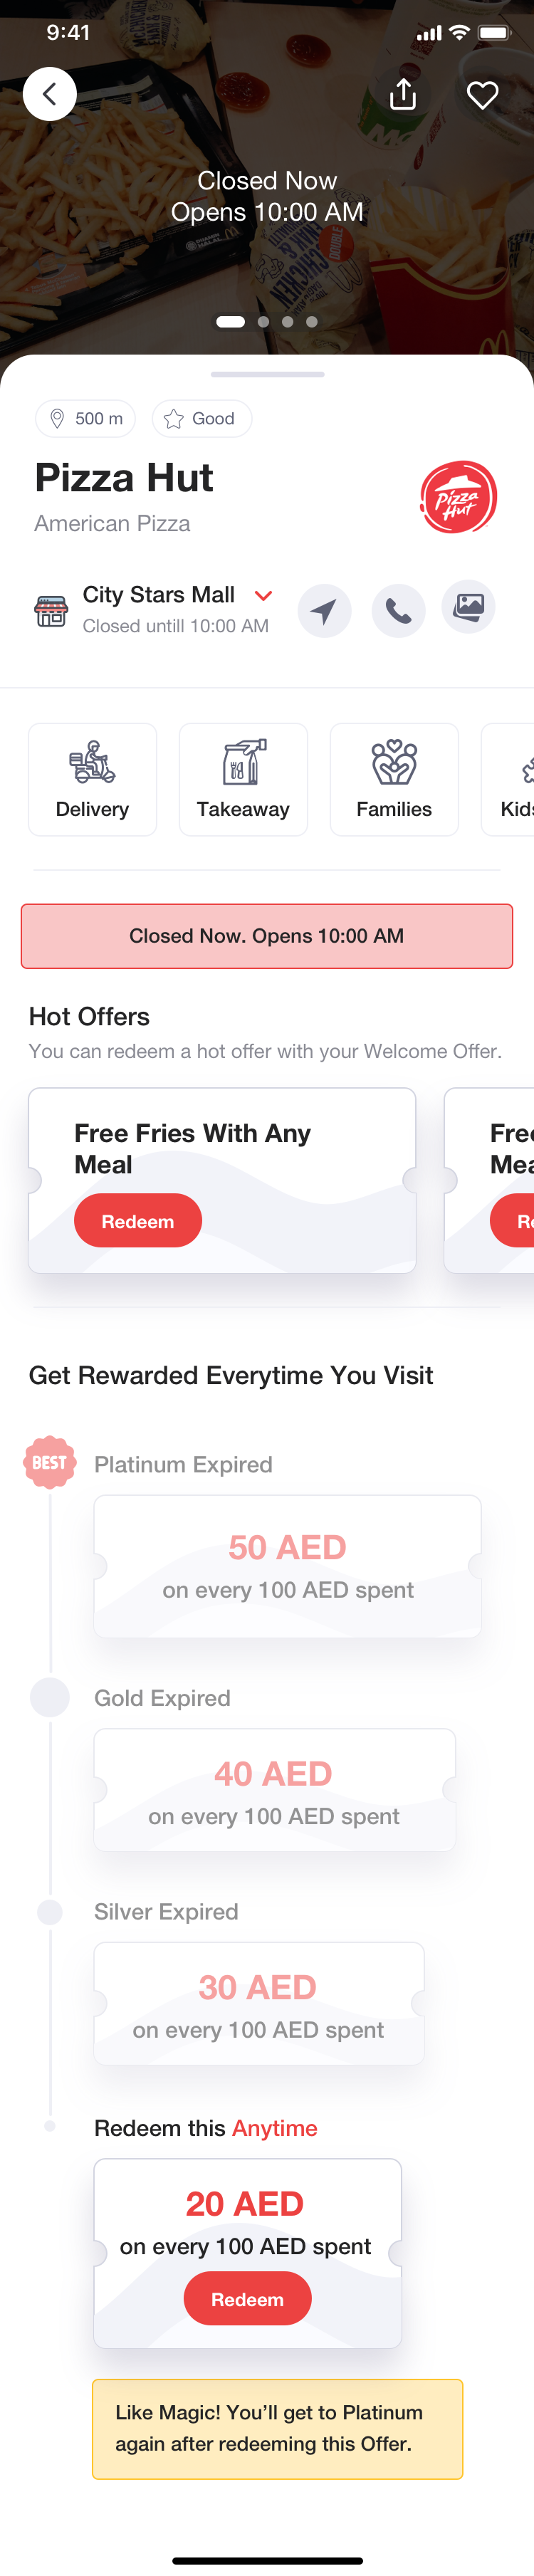 9:41
Closed Now
Opens 10:00 AM
DOUBLE
500 m
Good
Pizza Hut
American Pizza
Pizza
Hut
City Stars Mall
Closed untill 10:00 AM
Delivery
Takeaway
Families
Kids
Closed Now. Opens 10:00 AM
Hot Offers
You can redeem a hot offer with your Welcome Offer.
Free Fries With Any
Meal
Redeem
Get Rewarded Everytime You Visit
BEST
Platinum Expired
50 AED
on every 100 AED spent
Gold Expired
40 AED
on every 100 AED spent
Silver Expired
30 AED
on every 100 AED spent
Redeem this Anytime
20 AED
on every 100 AED spent
Redeem
Like Magic! You’ll get to Platinum
again after redeeming this Offer.